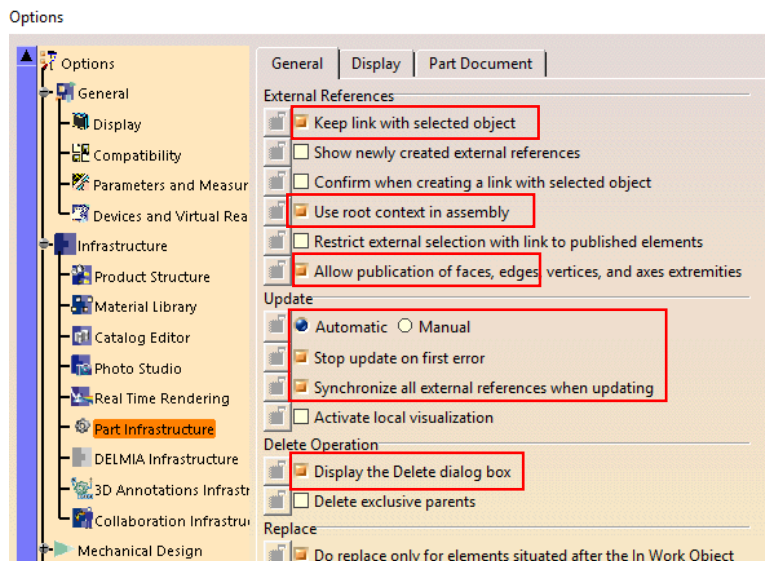 Options
Options
General
Display
Compatibility
Parameters and Measur
Devices and Virtual Rea
Infrastructure
Product Structure
Material Library
Catalog Editor
Photo Studio
Real Time Rendering
Part Infrastructure
DELMIA Infrastructure
3D Annotations Infrastr
Collaboration Infrastru
Mechanical Design
General Display Part Document
External References
Keep link with selected object
Show newly created external references
Confirm when creating a link with selected object
Use root context in assembly
Restrict external selection with link to published elements
Allow publication of faces, edges, vertices, and axes extremities
Update
Automatic Manual
Stop update on first error
Synchronize all external references when updating
Activate local visualization
Delete Operation
Display the Delete dialog box
Delete exclusive parents
Replace
Do replace only for elements situated after the In Work Object